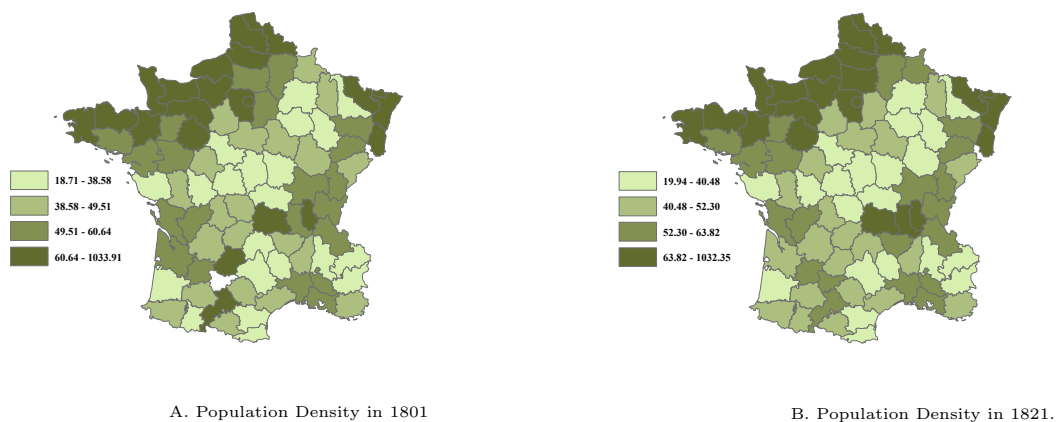 18.71 - 38.58
38.58 - 49.51
49.51 - 60.64
60.64 - 1033.91
A. Population Density in 1801
19.94 - 40.48
40.48 - 52.30
52.30 - 63.82
63.82 - 1032.35
B. Population Density in 1821.